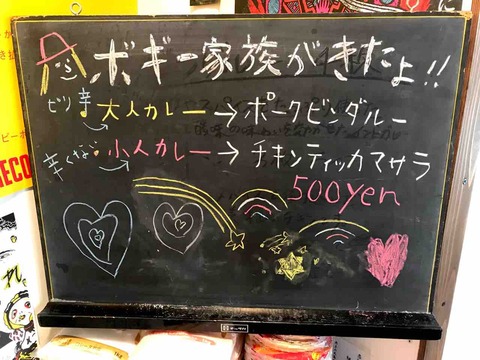 ボギー家族がきたよ!!
ピリ辛 大人カレー→ポークビンダルー
辛くない 小人カレー→チキンティッカマサラ
500yen